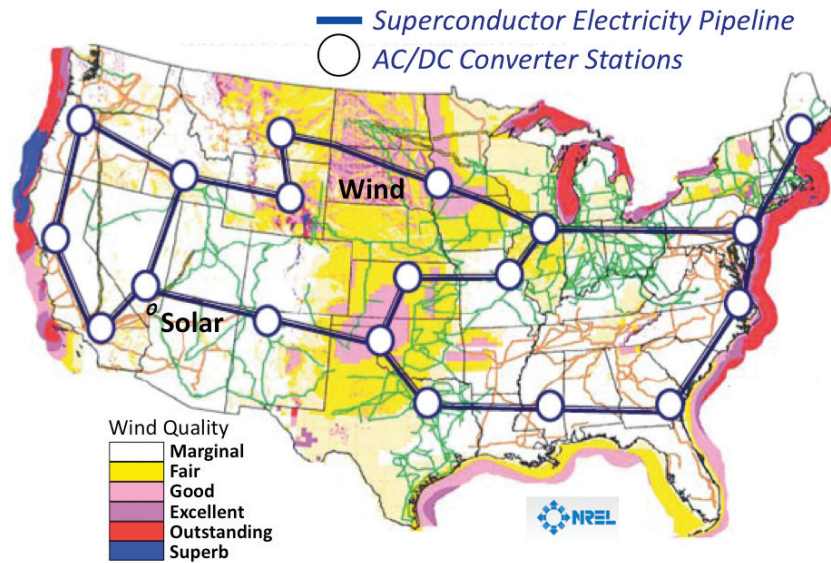 Superconductor Electricity Pipeline
AC/DC Converter Stations
Wind
Solar
Wind Quality
Marginal
Fair
Good
Excellent
Outstanding
Superb
NREL